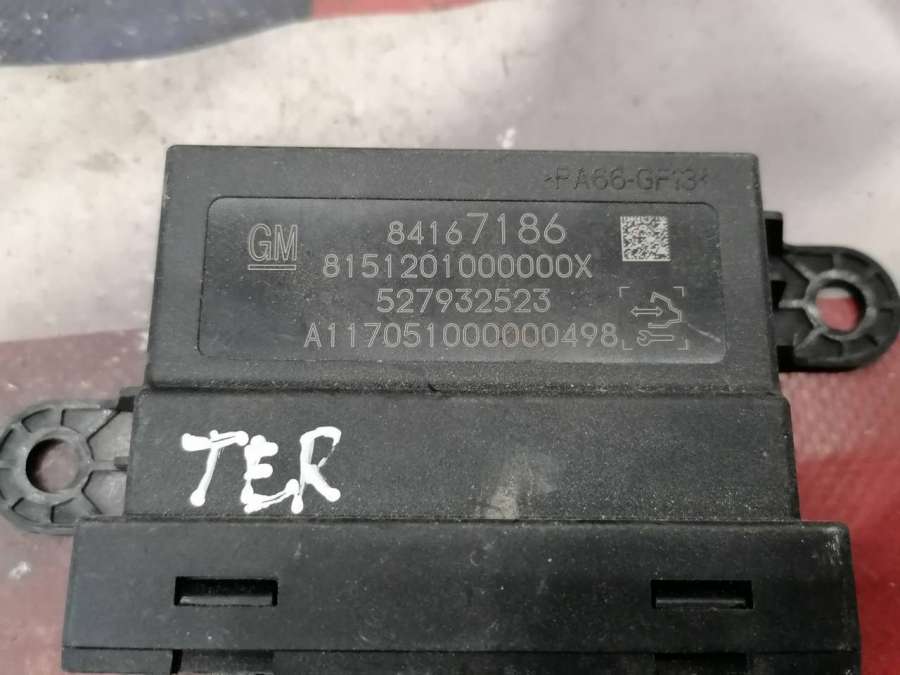 >PA66-GF13<
GM
84167186
8151201000000X
527932523
A117051000000498
TER